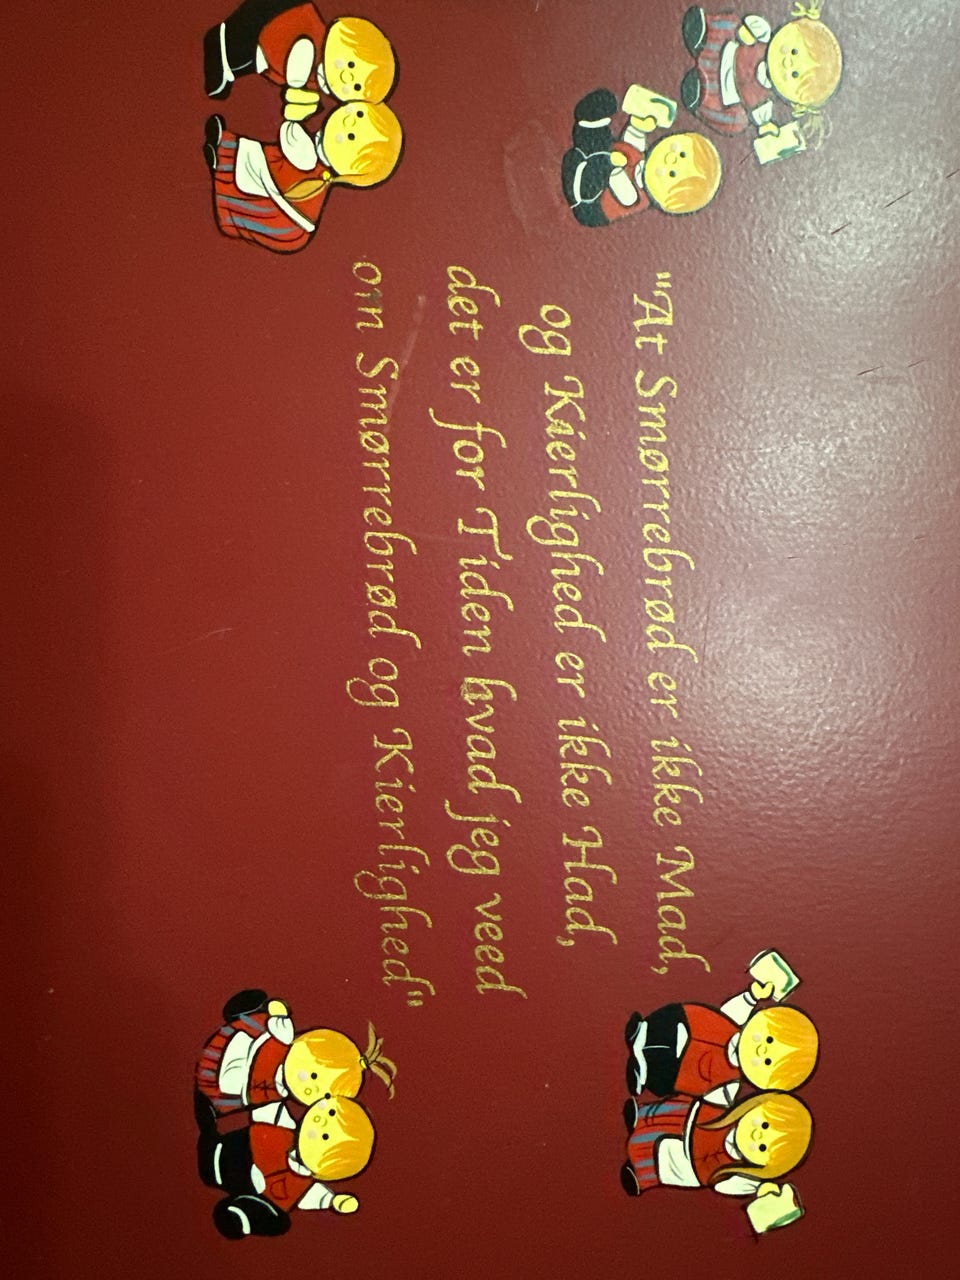 "At Smørrebrød er ikke Mad,
og Kierlighed er ikke Had,
det er for Tiden hvad jeg veed
om Smørrebrød og Kierlighed"